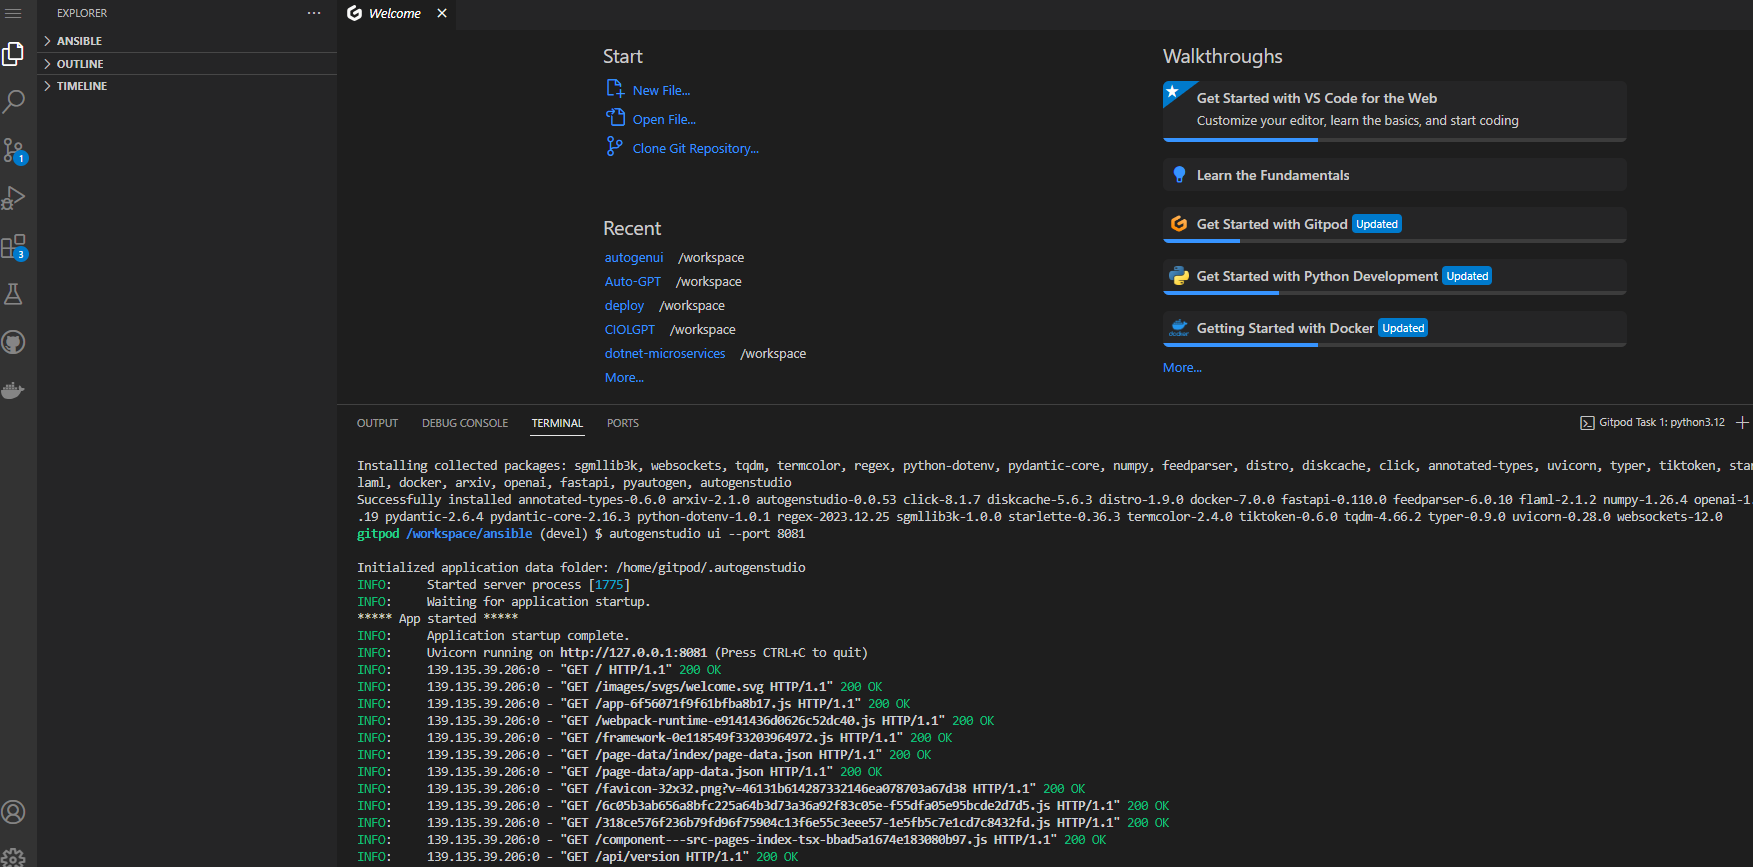 EXPLORER
ANSIBLE
OUTLINE
TIMELINE
1
3
Welcome
Start
New File...
Open File...
Clone Git Repository...
Recent
autogenui /workspace
Auto-GPT /workspace
deploy /workspace
CIOLGPT /workspace
dotnet-microservices /workspace
More...
Walkthroughs
Get Started with VS Code for the Web
Customize your editor, learn the basics, and start coding
Learn the Fundamentals
Get Started with Gitpod Updated
Get Started with Python Development Updated
Getting Started with Docker Updated
More...
OUTPUT DEBUG CONSOLE TERMINAL PORTS
Gitpod Task 1: python3.12
Installing collected packages: sgmllib3k, websockets, tqdm, termcolor, regex, python-dotenv, pydantic-core, numpy, feedparser, distro, diskcache, click, annotated-types, uvicorn, typer, tiktoken, star
laml, docker, arxiv, openai, fastapi, pyautogen, autogenstudio
Successfully installed annotated-types-0.6.0 arxiv-2.1.0 autogenstudio-0.0.53 click-8.1.7 diskcache-5.6.3 distro-1.9.0 docker-7.0.0 fastapi-0.110.0 feedparser-6.0.10 flaml-2.1.2 numpy-1.26.4 openai-1.
.19 pydantic-2.6.4 pydantic-core-2.16.3 python-dotenv-1.0.1 regex-2023.12.25 sgmllib3k-1.0.0 starlette-0.36.3 termcolor-2.4.0 tiktoken-0.6.0 tqdm-4.66.2 typer-0.9.0 uvicorn-0.28.0 websockets-12.0
gitpod /workspace/ansible (devel) $ autogenstudio ui --port 8081
Initialized application data folder: /home/gitpod/.autogenstudio
INFO: Started server process [1775]
INFO: Waiting for application startup.
***** App started *****
INFO: Application startup complete.
INFO: Uvicorn running on http://127.0.0.1:8081 (Press CTRL+C to quit)
INFO: 139.135.39.206:0 - "GET / HTTP/1.1" 200 OK
INFO: 139.135.39.206:0 - "GET /images/svgs/welcome.svg HTTP/1.1" 200 OK
INFO: 139.135.39.206:0 - "GET /app-6f56071f9f61bfba8b17.js HTTP/1.1" 200 OK
INFO: 139.135.39.206:0 - "GET /webpack-runtime-e9141436d0626c52dc40.js HTTP/1.1" 200 OK
INFO: 139.135.39.206:0 - "GET /framework-0e118549f33203964972.js HTTP/1.1" 200 OK
INFO: 139.135.39.206:0 - "GET /page-data/index/page-data.json HTTP/1.1" 200 OK
INFO: 139.135.39.206:0 - "GET /page-data/app-data.json HTTP/1.1" 200 OK
INFO: 139.135.39.206:0 - "GET /favicon-32x32.png?v=46131b614287332146ea078703a67d38 HTTP/1.1" 200 OK
INFO: 139.135.39.206:0 - "GET /6c05b3ab656a8bfc225a64b3d73a36a92f83c05e-f55dfa05e95bcde2d7d5.js HTTP/1.1" 200 OK
INFO: 139.135.39.206:0 - "GET /318ce576f236b79fd96f75904c13f6e55c3eee57-1e5fb5c7e1cd7c8432fd.js HTTP/1.1" 200 OK
INFO: 139.135.39.206:0 - "GET /component---src-pages-index-tsx-bbad5a1674e183080b97.js HTTP/1.1" 200 OK
INFO: 139.135.39.206:0 - "GET /api/version HTTP/1.1" 200 OK